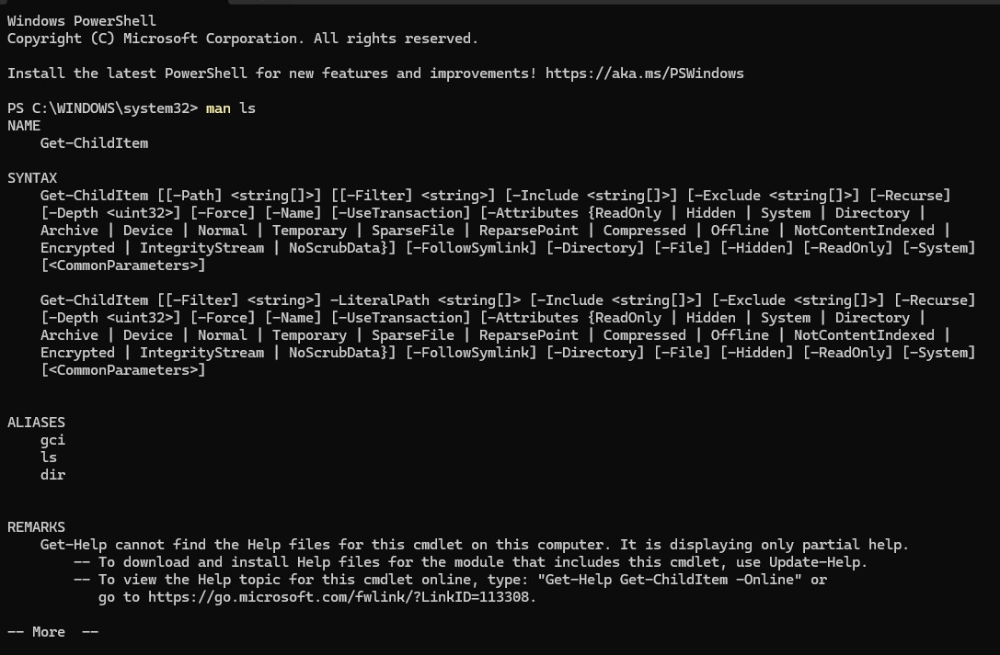 Windows PowerShell
Copyright (C) Microsoft Corporation. All rights reserved.
Install the latest PowerShell for new features and improvements! https://aka.ms/PSWindows
PS C:\WINDOWS\system32> man ls
NAME
    Get-ChildItem
SYNTAX
    Get-ChildItem [[-Path] <string[]>] [[-Filter] <string>] [-Include <string[]>] [-Exclude <string[]>] [-Recurse]
    [-Depth <uint32>] [-Force] [-Name] [-UseTransaction] [-Attributes {ReadOnly | Hidden | System | Directory |
    Archive | Device | Normal | Temporary | SparseFile | ReparsePoint | Compressed | Offline | NotContentIndexed |
    Encrypted | IntegrityStream | NoScrubData}] [-FollowSymlink] [-Directory] [-File] [-Hidden] [-ReadOnly] [-System]
    [<CommonParameters>]
    Get-ChildItem [[-Filter] <string>] -LiteralPath <string[]> [-Include <string[]>] [-Exclude <string[]>] [-Recurse]
    [-Depth <uint32>] [-Force] [-Name] [-UseTransaction] [-Attributes {ReadOnly | Hidden | System | Directory |
    Archive | Device | Normal | Temporary | SparseFile | ReparsePoint | Compressed | Offline | NotContentIndexed |
    Encrypted | IntegrityStream | NoScrubData}] [-FollowSymlink] [-Directory] [-File] [-Hidden] [-ReadOnly] [-System]
    [<CommonParameters>]
ALIASES
    gci
    ls
    dir
REMARKS
    Get-Help cannot find the Help files for this cmdlet on this computer. It is displaying only partial help.
        -- To download and install Help files for the module that includes this cmdlet, use Update-Help.
        -- To view the Help topic for this cmdlet online, type: "Get-Help Get-ChildItem -Online" or
           go to https://go.microsoft.com/fwlink/?LinkID=113308.
-- More  --